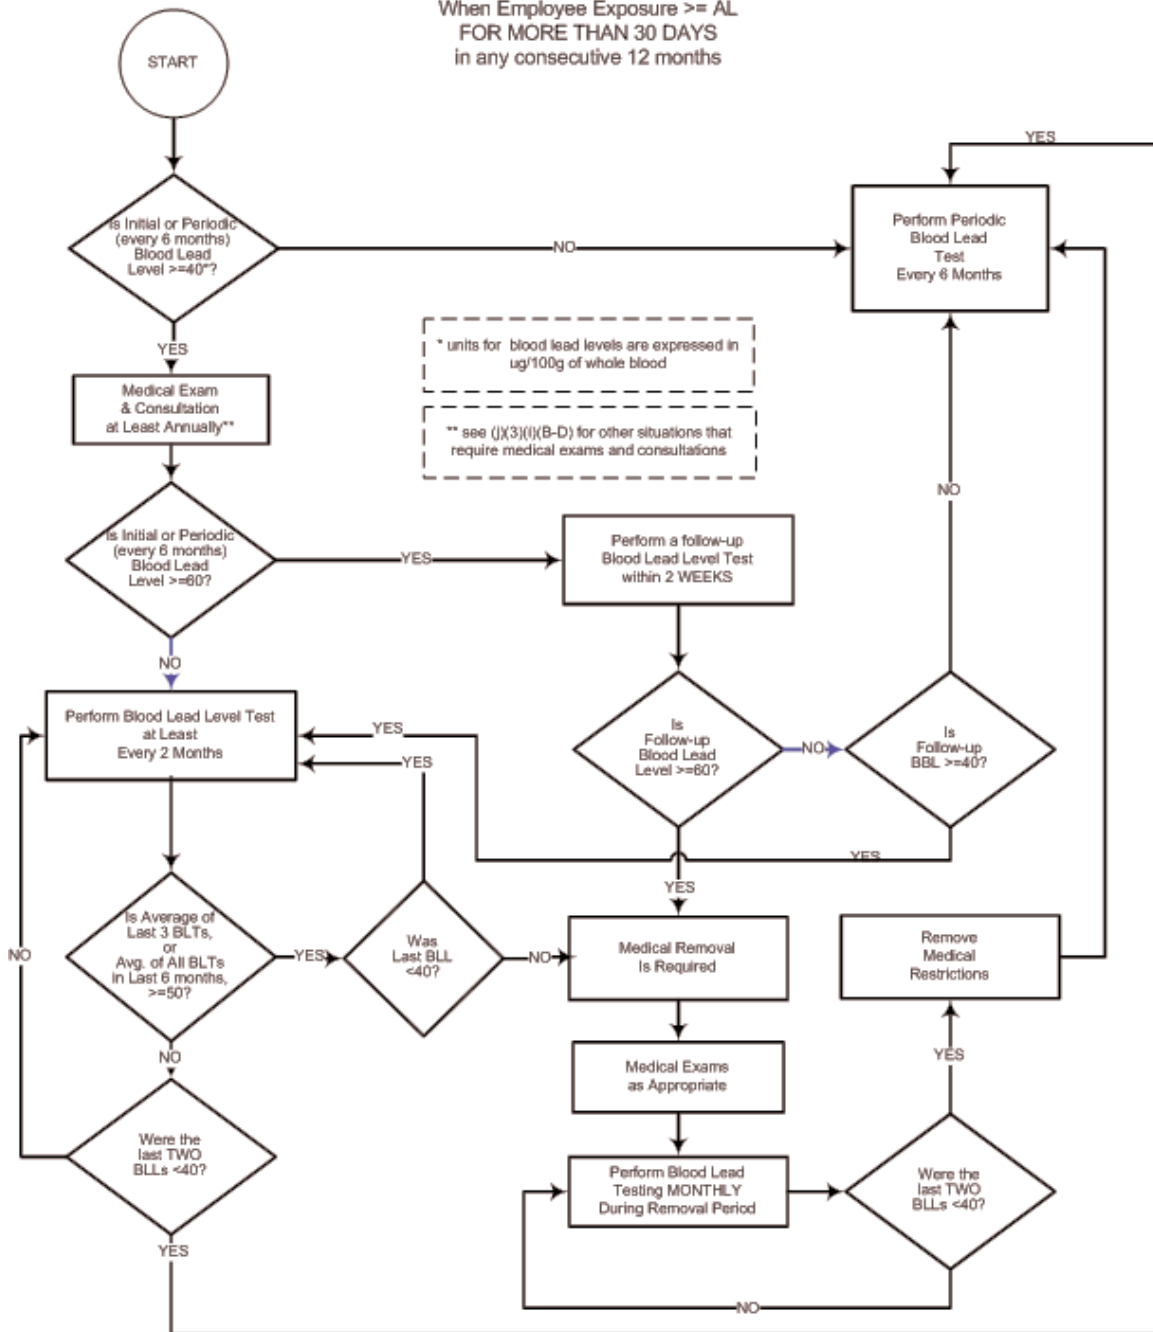 When Employee Exposure >= AL
FOR MORE THAN 30 DAYS
in any consecutive 12 months
START
YES
Is Initial or Periodic
(every 6 months)
Blood Lead
Level >=40*?
NO
Perform Periodic
Blood Lead
Test
Every 6 Months
YES
* units for blood lead levels are expressed in
ug/100g of whole blood
Medical Exam
& Consultation
at Least Annually**
** see (j)(3)(i)(B-D) for other situations that
require medical exams and consultations
NO
Is Initial or Periodic
(every 6 months)
Blood Lead
Level >=60?
YES
Perform a follow-up
Blood Lead Level Test
within 2 WEEKS
NO
Perform Blood Lead Level Test
at Least
Every 2 Months
YES
YES
Is
Follow-up
Blood Lead
Level >=60?
NO
Is
Follow-up
BBL >=40?
YES
YES
NO
Is Average of
Last 3 BLTs,
or
Avg. of All BLTs
in Last 6 months,
>=50?
YES
Was
Last BLL
<40?
NO
Medical Removal
Is Required
Remove
Medical
Restrictions
NO
YES
Medical Exams
as Appropriate
Were the
last TWO
BLLs <40?
Perform Blood Lead
Testing MONTHLY
During Removal Period
Were the
last TWO
BLLs <40?
YES
NO